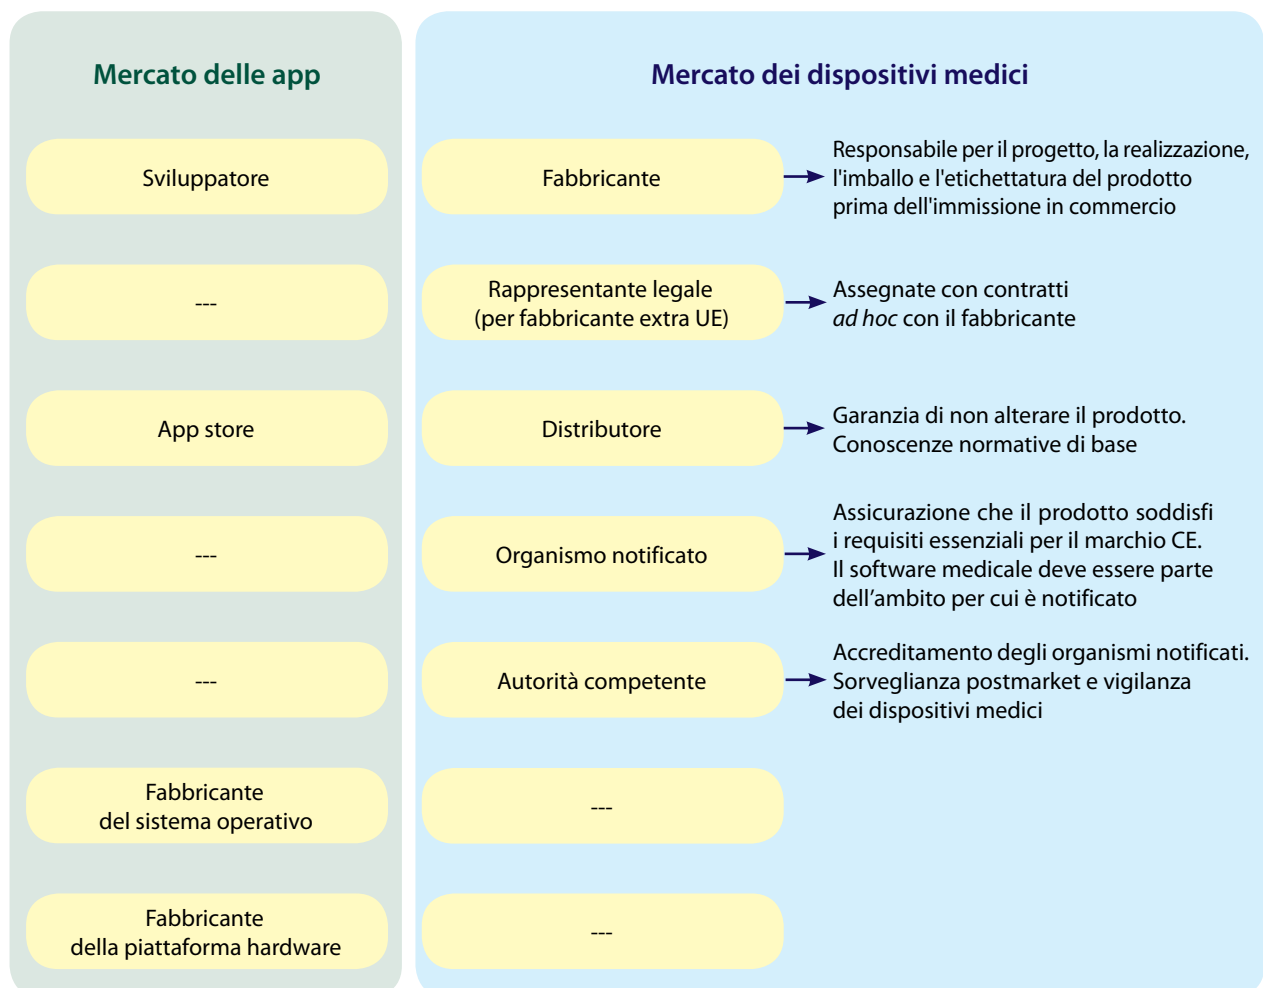 Mercato delle app
Mercato dei dispositivi medici
Sviluppatore
Fabbricante
Responsabile per il progetto, la realizzazione,
l'imballo e l'etichettatura del prodotto
prima dell'immissione in commercio
---
Rappresentante legale
(per fabbricante extra UE)
Assegnate con contratti
ad hoc con il fabbricante
App store
Distributore
Garanzia di non alterare il prodotto.
Conoscenze normative di base
---
Organismo notificato
Assicurazione che il prodotto soddisfi
i requisiti essenziali per il marchio CE.
Il software medicale deve essere parte
dell’ambito per cui è notificato
---
Autorità competente
Accreditamento degli organismi notificati.
Sorveglianza postmarket e vigilanza
dei dispositivi medici
Fabbricante
del sistema operativo
---
Fabbricante
della piattaforma hardware
---